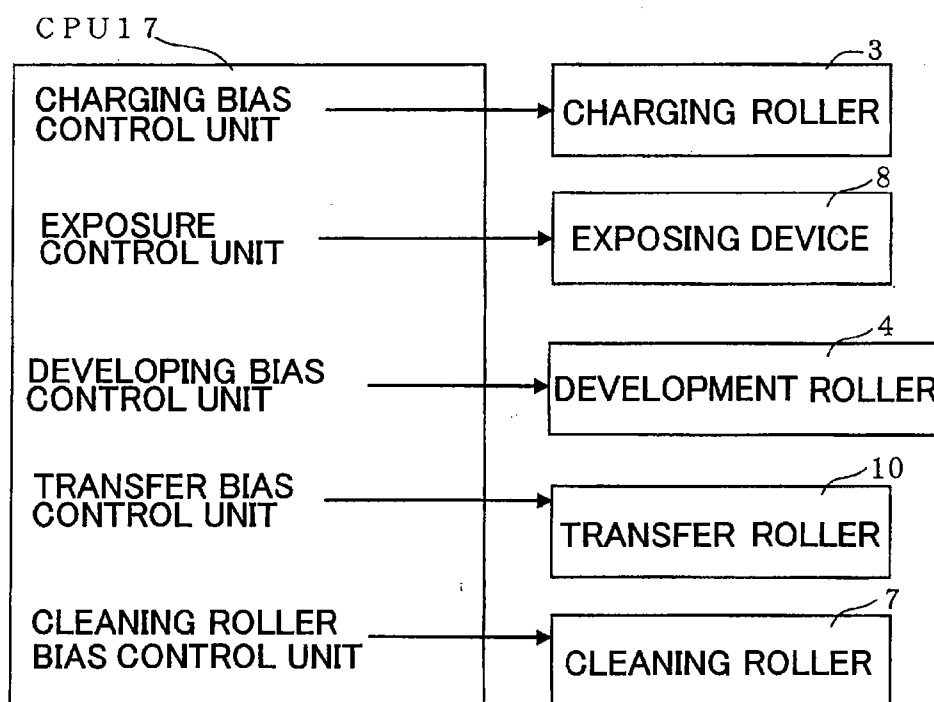 CPU17
CHARGING BIAS
CONTROL UNIT
3
CHARGING ROLLER
EXPOSURE
CONTROL UNIT
8
EXPOSING DEVICE
DEVELOPING BIAS
CONTROL UNIT
4
DEVELOPMENT ROLLER
TRANSFER BIAS
CONTROL UNIT
10
TRANSFER ROLLER
CLEANING ROLLER
BIAS CONTROL UNIT
7
CLEANING ROLLER